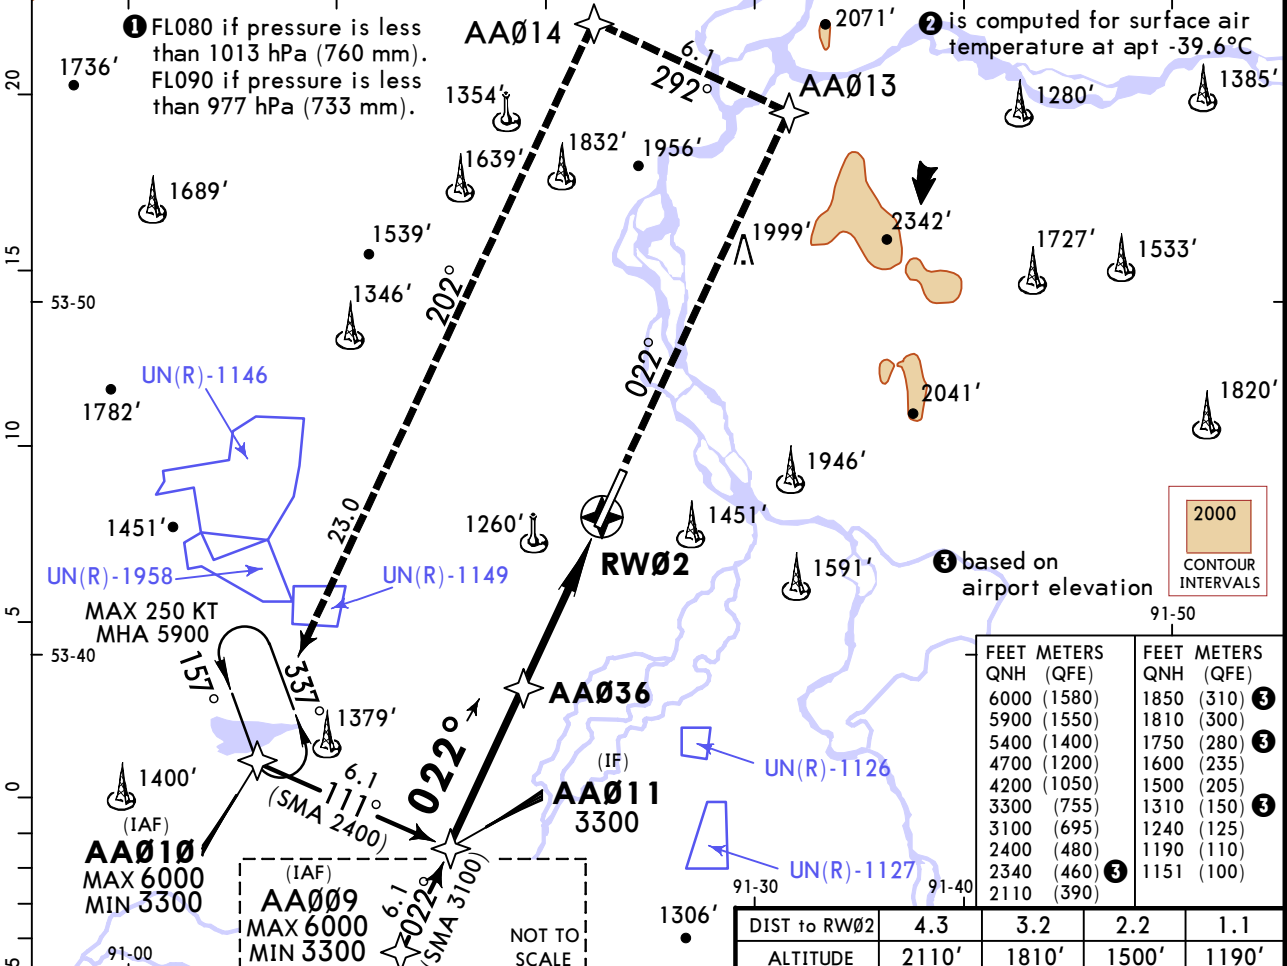 ❶ FL080 if pressure is less
than 1013 hPa (760 mm).
FL090 if pressure is less
than 977 hPa (733 mm).
❷ is computed for surface air
temperature at apt -39.6°C
AAØ14
6.1
292°
2071'
AAØ13
1736'
20
1354'
1280'
1385'
1639'
1832'
1956'
1689'
1539'
1999'
2342'
1727'
1533'
15
53-50
1346'
202°
022°
UN(R)-1146
1782'
2041'
1820'
10
1946'
23.0
1451'
1260'
1451'
2000
CONTOUR
INTERVALS
RWØ2
1591'
❸ based on
airport elevation
UN(R)-1958
UN(R)-1149
MAX 250 KT
MHA 5900
5
53-40
91-50
157°
337°
AAØ36
1379'
022°
1400'
0
6.1
111°
(SMA 2400)
(IF)
AAØ11
3300
UN(R)-1126
UN(R)-1127
(IAF)
AAØ10
MAX 6000
MIN 3300
(IAF)
AAØ09
MAX 6000
MIN 3300
6.1
022°
(SMA 3100)
NOT TO
SCALE
91-00
5
91-30
91-40
1306'
FEET METERS
QNH (QFE)
6000 (1580)
5900 (1550)
5400 (1400)
4700 (1200)
4200 (1050)
3300 (755)
3100 (695)
2400 (480)
2340 (460) ❸
2110 (390)
FEET METERS
QNH (QFE)
1850 (310) ❸
1810 (300)
1750 (280) ❸
1600 (235)
1500 (205)
1310 (150) ❸
1240 (125)
1190 (110)
1151 (100)
DIST to RWØ2 4.3 3.2 2.2 1.1
ALTITUDE 2110' 1810' 1500' 1190'